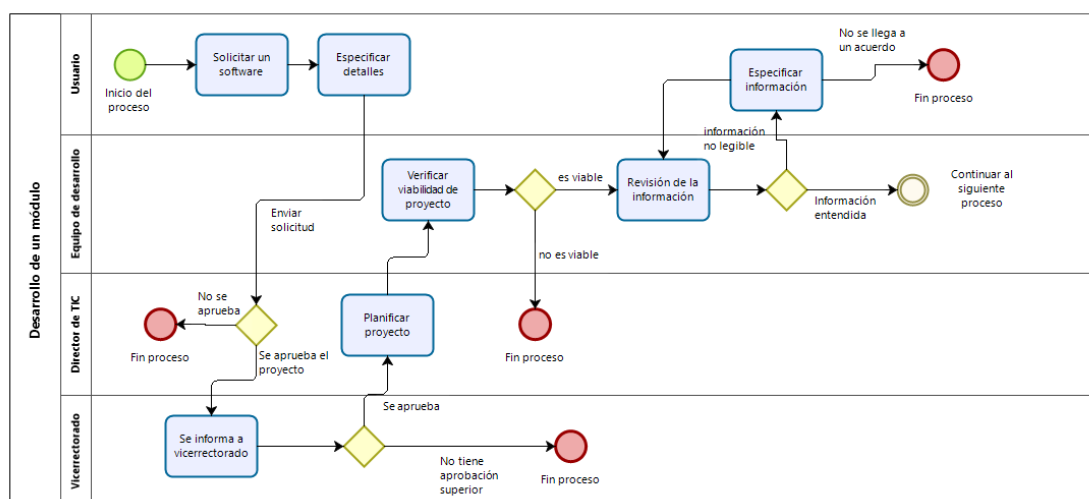 Desarrollo de un módulo
Usuario
Inicio del
proceso
Solicitar un
software
Especificar
detalles
Especificar
información
No se llega a
un acuerdo
Fin proceso
Equipo de desarrollo
Enviar
solicitud
Verificar
viabilidad de
proyecto
es viable
no es viable
Revisión de la
información
información
no legible
Información
entendida
Continuar al
siguiente
proceso
Director de TIC
No se
aprueba
Fin proceso
Se aprueba el
proyecto
Planificar
proyecto
Fin proceso
Vicerrectorado
Se informa a
vicerrectorado
Se aprueba
No tiene
aprobación
superior
Fin proceso